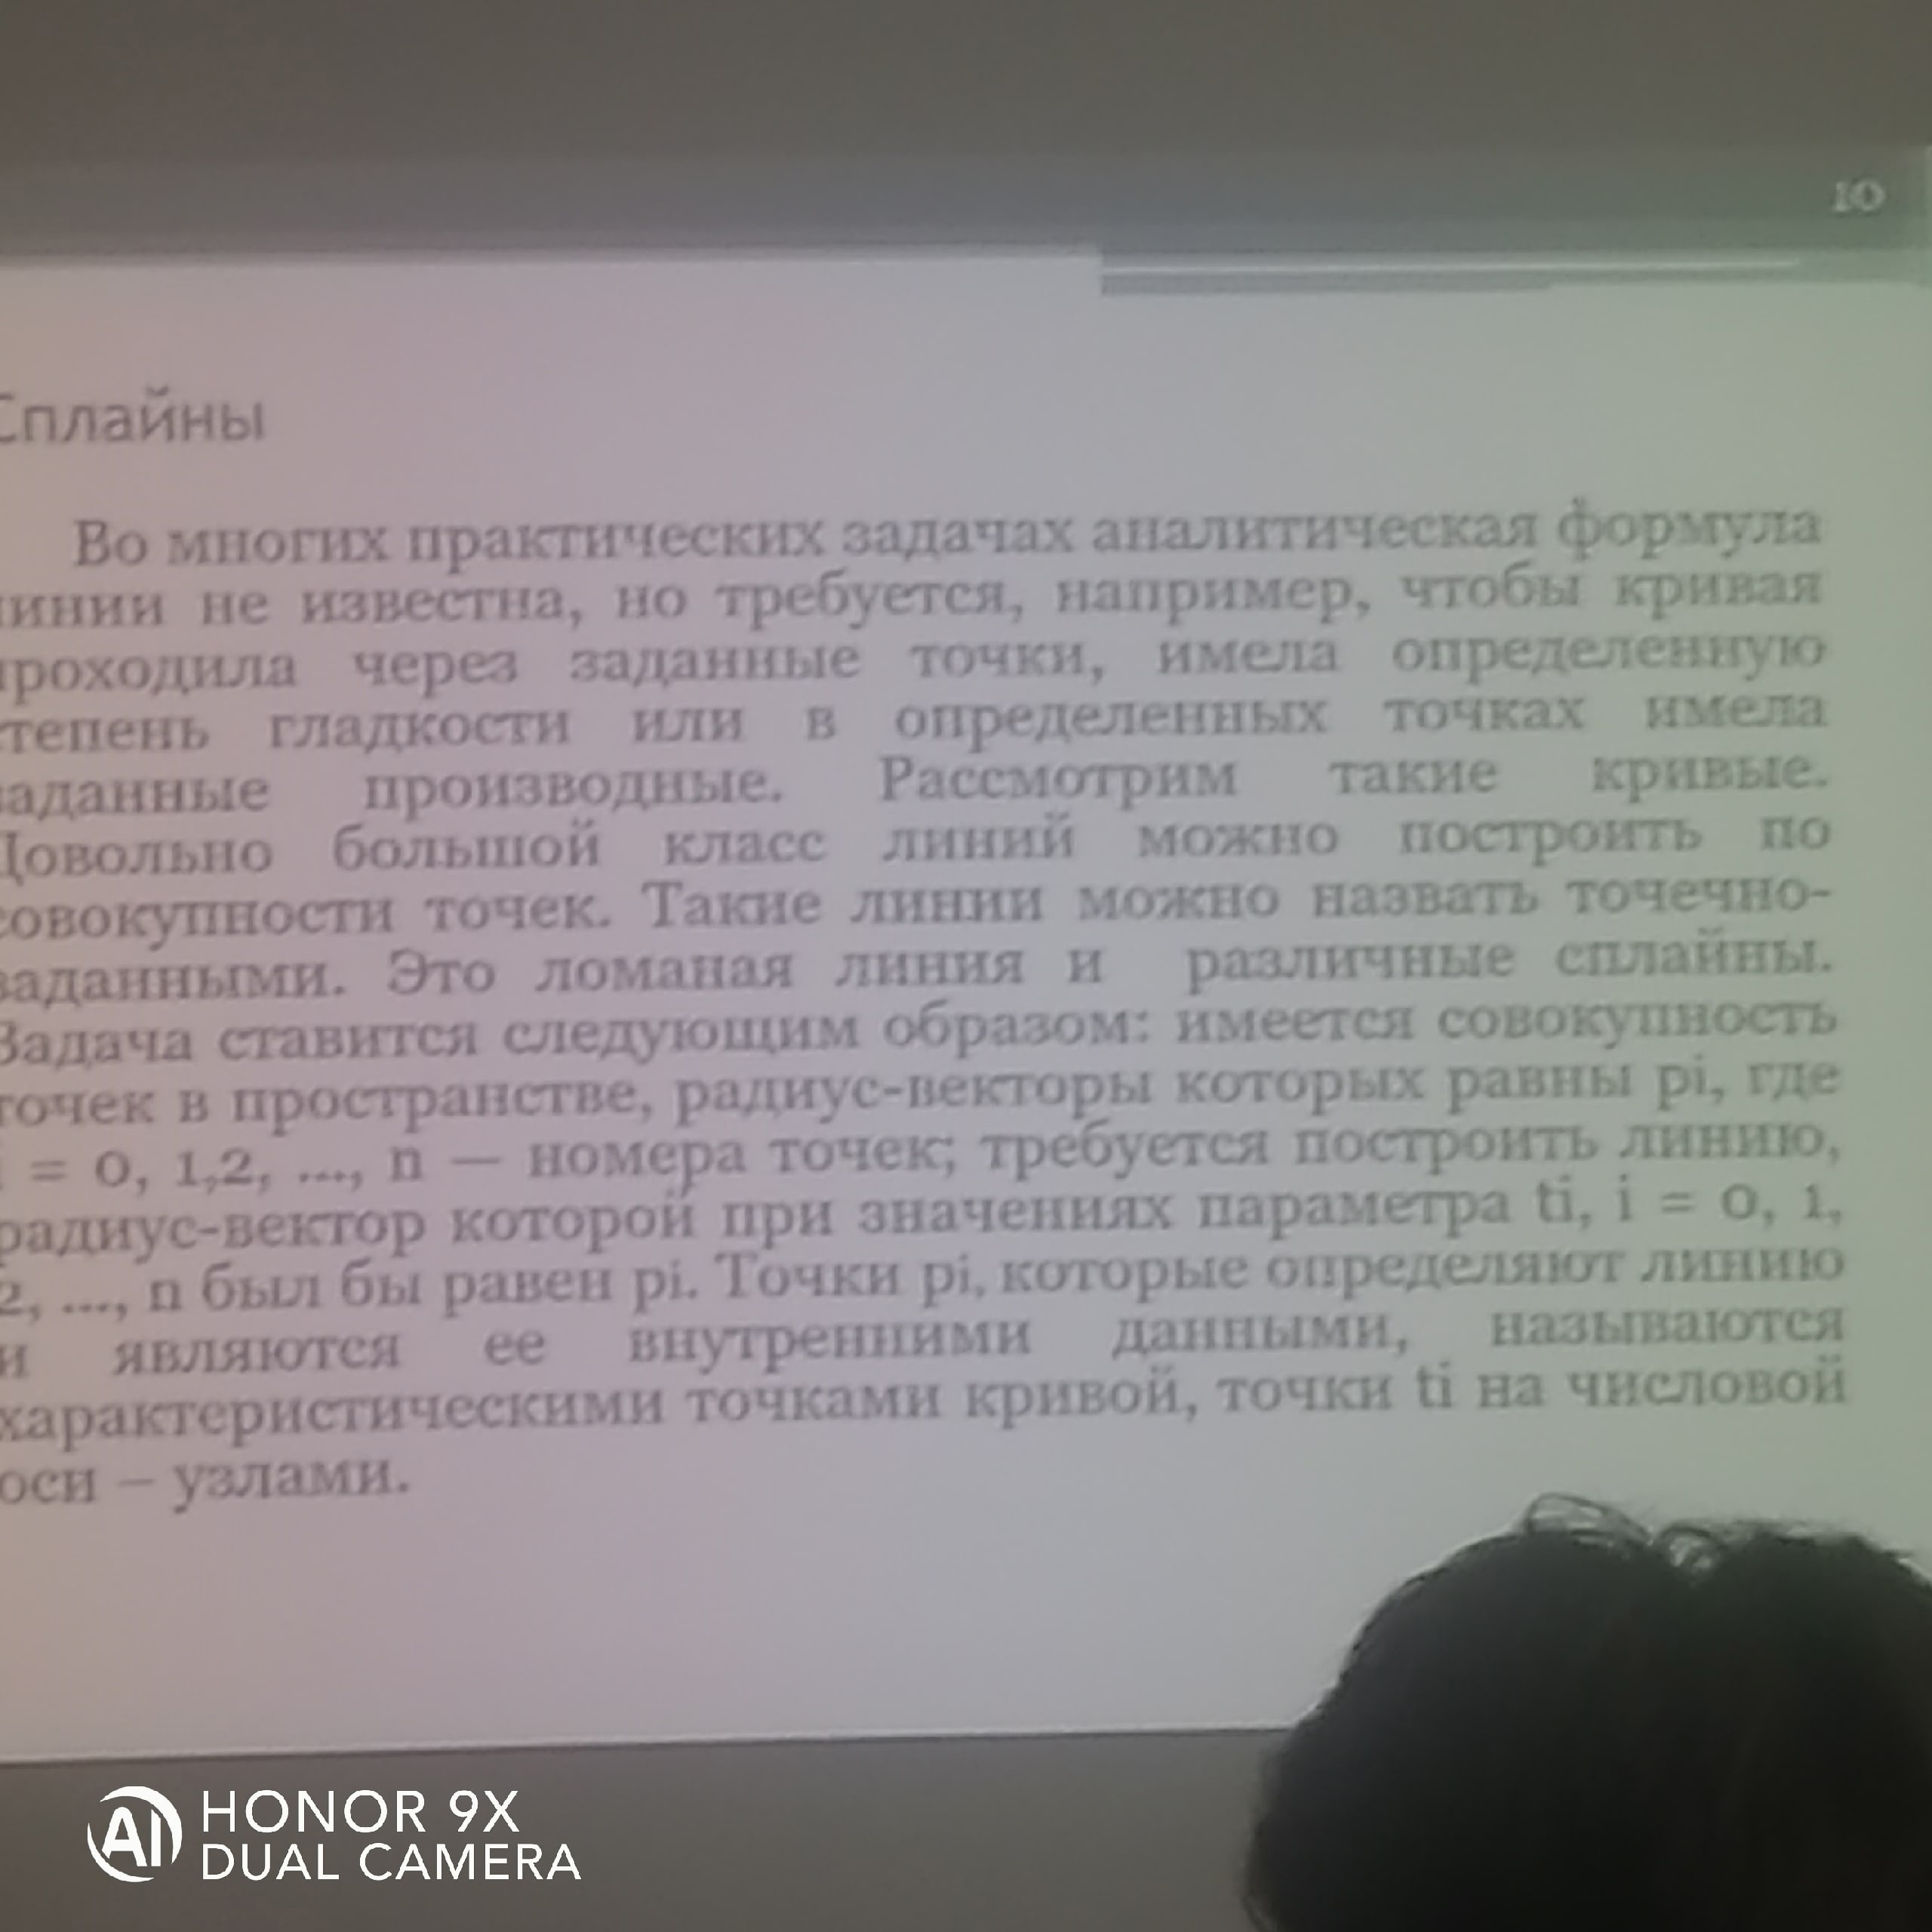 10
Сплайны
Во многих практических задачах аналитическая формула
линии не известна, но требуется, например, чтобы кривая
проходила через заданные точки, имела определенную
степень гладкости или в определенных точках имела
заданные производные. Рассмотрим такие кривые.
Довольно большой класс линий можно построить по
совокупности точек. Такие линии можно назвать точечно-
заданными. Это ломаная линия и различные сплайны.
Задача ставится следующим образом: имеется совокупность
точек в пространстве, радиус-векторы которых равны pi, где
i = 0, 1,2, ..., n — номера точек; требуется построить линию,
радиус-вектор которой при значениях параметра ti, i = 0, 1,
2, ..., n был бы равен pi. Точки pi, которые определяют линию
и являются ее внутренними данными, называются
характеристическими точками кривой, точки ti на числовой
оси – узлами.
AI HONOR 9X
DUAL CAMERA